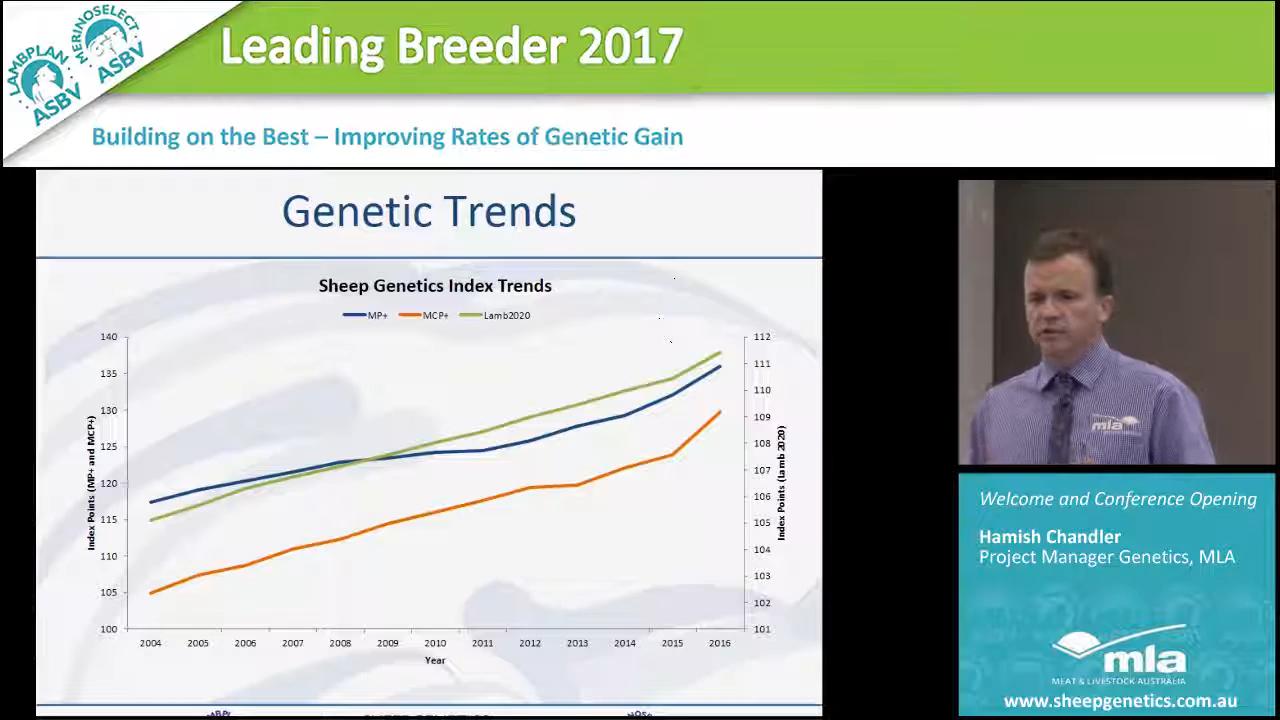 LAMBPLAN
ASBV
MERINOSELECT
ASBV
Leading Breeder 2017
Building on the Best – Improving Rates of Genetic Gain
Genetic Trends
Sheep Genetics Index Trends
MP+ MCP+ Lamb2020
140
135
130
125
120
115
110
105
100
Index Points (MP+ and MCP+)
112
111
110
109
108
107
106
105
104
103
102
101
Index Points (Lamb 2020)
2004 2005 2006 2007 2008 2009 2010 2011 2012 2013 2014 2015 2016
Year
mla
Welcome and Conference Opening
Hamish Chandler
Project Manager Genetics, MLA
mla
MEAT & LIVESTOCK AUSTRALIA
www.sheepgenetics.com.au